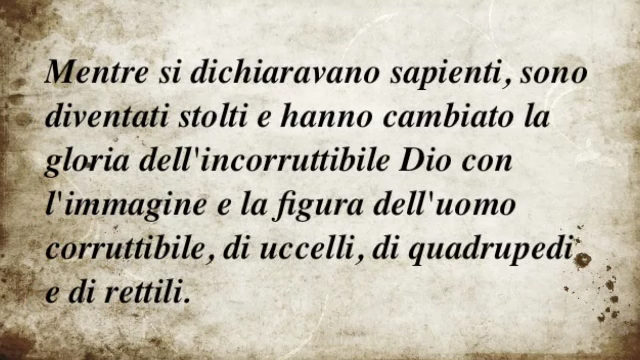 Mentre si dichiaravano sapienti, sono
diventati stolti e hanno cambiato la
gloria dell'incorruttibile Dio con
l'immagine e la figura dell'uomo
corruttibile, di uccelli, di quadrupedi
e di rettili.